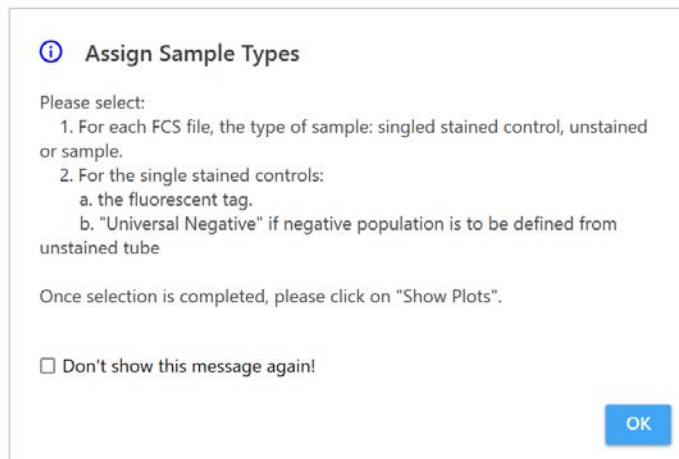 Assign Sample Types
Please select:
1. For each FCS file, the type of sample: singled stained control, unstained
or sample.
2. For the single stained controls:
a. the fluorescent tag.
b. "Universal Negative" if negative population is to be defined from
unstained tube
Once selection is completed, please click on "Show Plots".
Don't show this message again!
OK